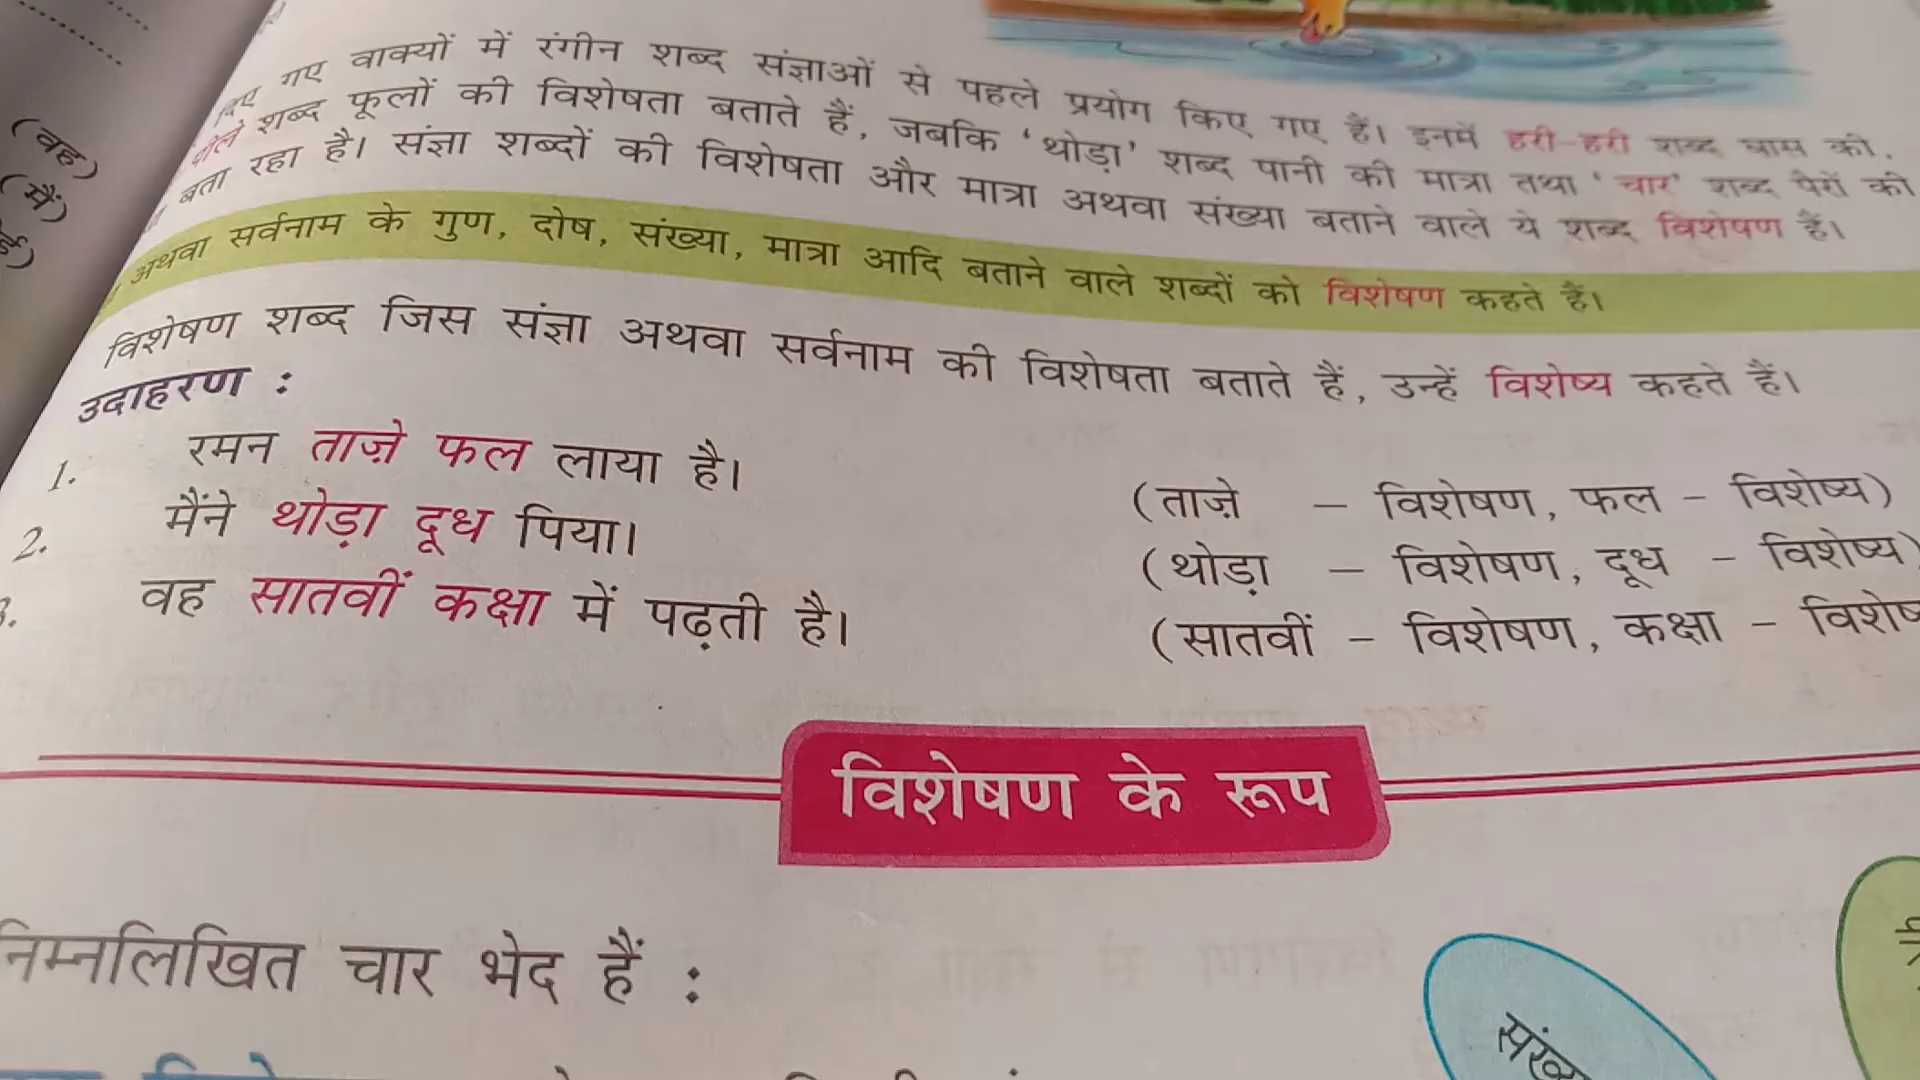 (वह)
(मैं)
गए वाक्यों में रंगीन शब्द संज्ञाओं से पहले प्रयोग किए गए हैं। इनमें हरी-हरी शब्द घास की,
पीले शब्द फूलों की विशेषता बताते हैं, जबकि ‘थोड़ा’ शब्द पानी की मात्रा तथा ‘चार’ शब्द पैरों की
बता रहा है। संज्ञा शब्दों की विशेषता और मात्रा अथवा संख्या बताने वाले ये शब्द विशेषण हैं।
अथवा सर्वनाम के गुण, दोष, संख्या, मात्रा आदि बताने वाले शब्दों को विशेषण कहते हैं।
विशेषण शब्द जिस संज्ञा अथवा सर्वनाम की विशेषता बताते हैं, उन्हें विशेष्य कहते हैं।
उदाहरण :
1. रमन ताज़े फल लाया है। (ताज़े – विशेषण, फल – विशेष्य)
2. मैंने थोड़ा दूध पिया। (थोड़ा – विशेषण, दूध – विशेष्य)
3. वह सातवीं कक्षा में पढ़ती है। (सातवीं – विशेषण, कक्षा –
विशेषण के रूप
निम्नलिखित चार भेद हैं :